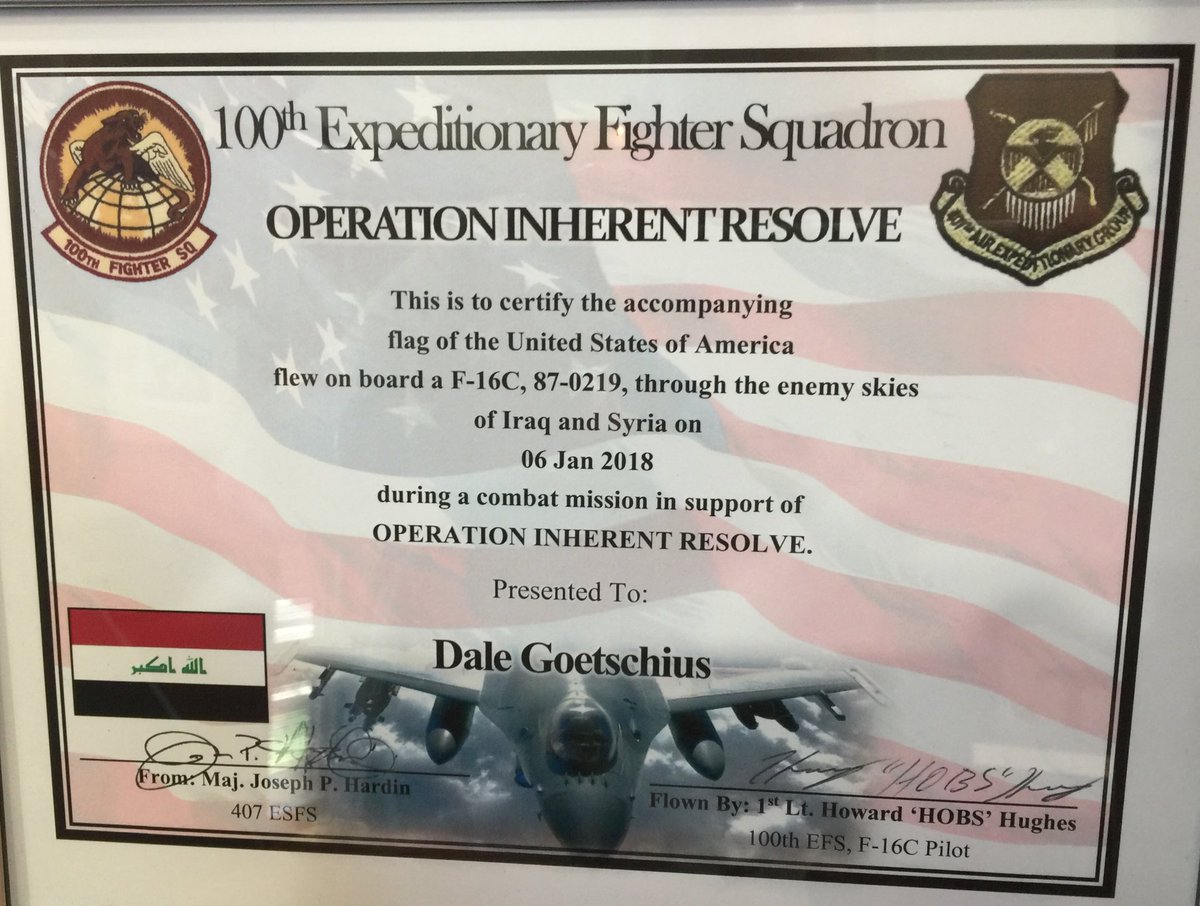 100th Expeditionary Fighter Squadron
OPERATION INHERENT RESOLVE
100TH FIGHTER SQ
407TH AIR EXPEDITIONARY GROUP
This is to certify the accompanying
flag of the United States of America
flew on board a F-16C, 87-0219, through the enemy skies
of Iraq and Syria on
06 Jan 2018
during a combat mission in support of
OPERATION INHERENT RESOLVE.
Presented To:
Dale Goetschius
الله اكبر
From: Maj. Joseph P. Hardin
407 ESFS
"HOBS"
Flown By: 1st Lt. Howard ‘HOBS’ Hughes
100th EFS, F-16C Pilot